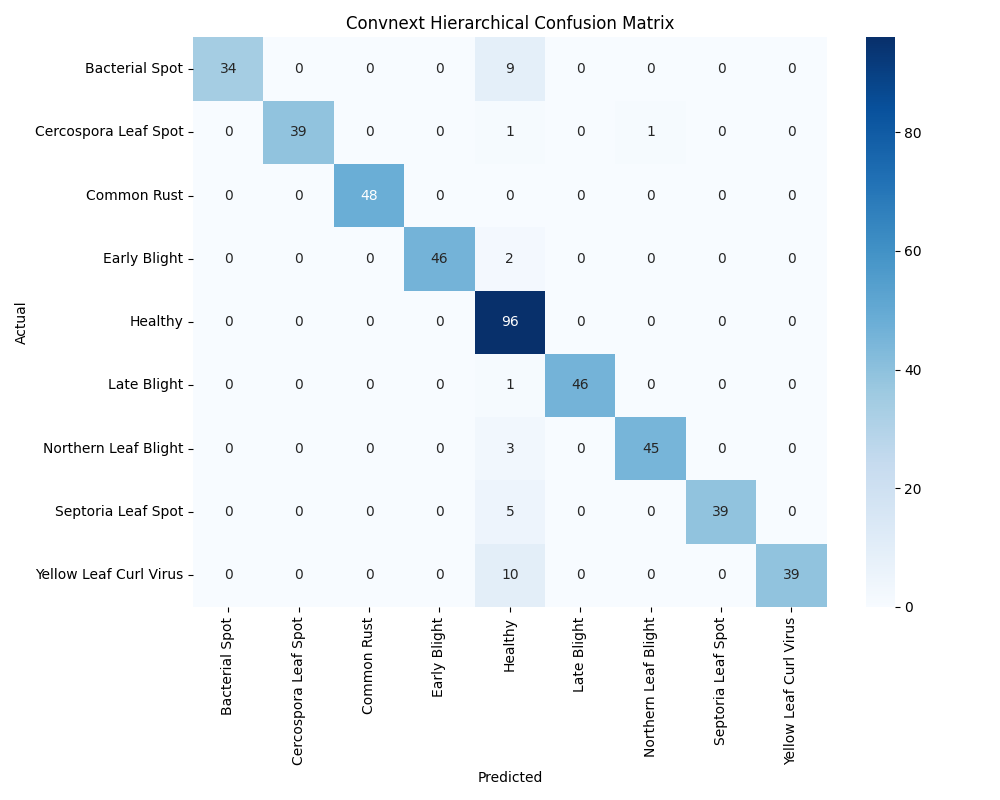 Convnext Hierarchical Confusion Matrix
Actual
Bacterial Spot 34 0 0 0 9 0 0 0 0
Cercospora Leaf Spot 0 39 0 0 1 0 1 0 0
Common Rust 0 0 48 0 0 0 0 0 0
Early Blight 0 0 0 46 2 0 0 0 0
Healthy 0 0 0 0 96 0 0 0 0
Late Blight 0 0 0 0 1 46 0 0 0
Northern Leaf Blight 0 0 0 0 3 0 45 0 0
Septoria Leaf Spot 0 0 0 0 5 0 0 39 0
Yellow Leaf Curl Virus 0 0 0 0 10 0 0 0 39
Bacterial Spot
Cercospora Leaf Spot
Common Rust
Early Blight
Healthy
Late Blight
Northern Leaf Blight
Septoria Leaf Spot
Yellow Leaf Curl Virus
Predicted
80
60
40
20
0